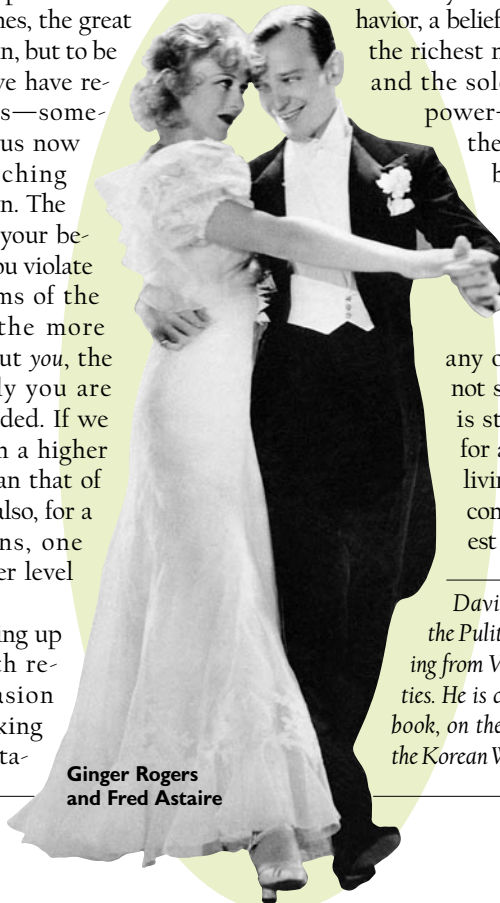 nes, the great
n, but to be
ve have re-
s—some-
us now
ching
n. The
your be-
ou violate
ms of the
the more
ut you, the
ly you are
ded. If we
n a higher
an that of
also, for a
ns, one
er level
ing up
th re-
sion
king
ta-
Ginger Rogers
and Fred Astaire
havior, a belief
the richest
and the sol
power-
the
any
not s
is st
for a
livi
con
est
Davi
the Pulit
ing from V
ties. He is
book, on the
the Korean W